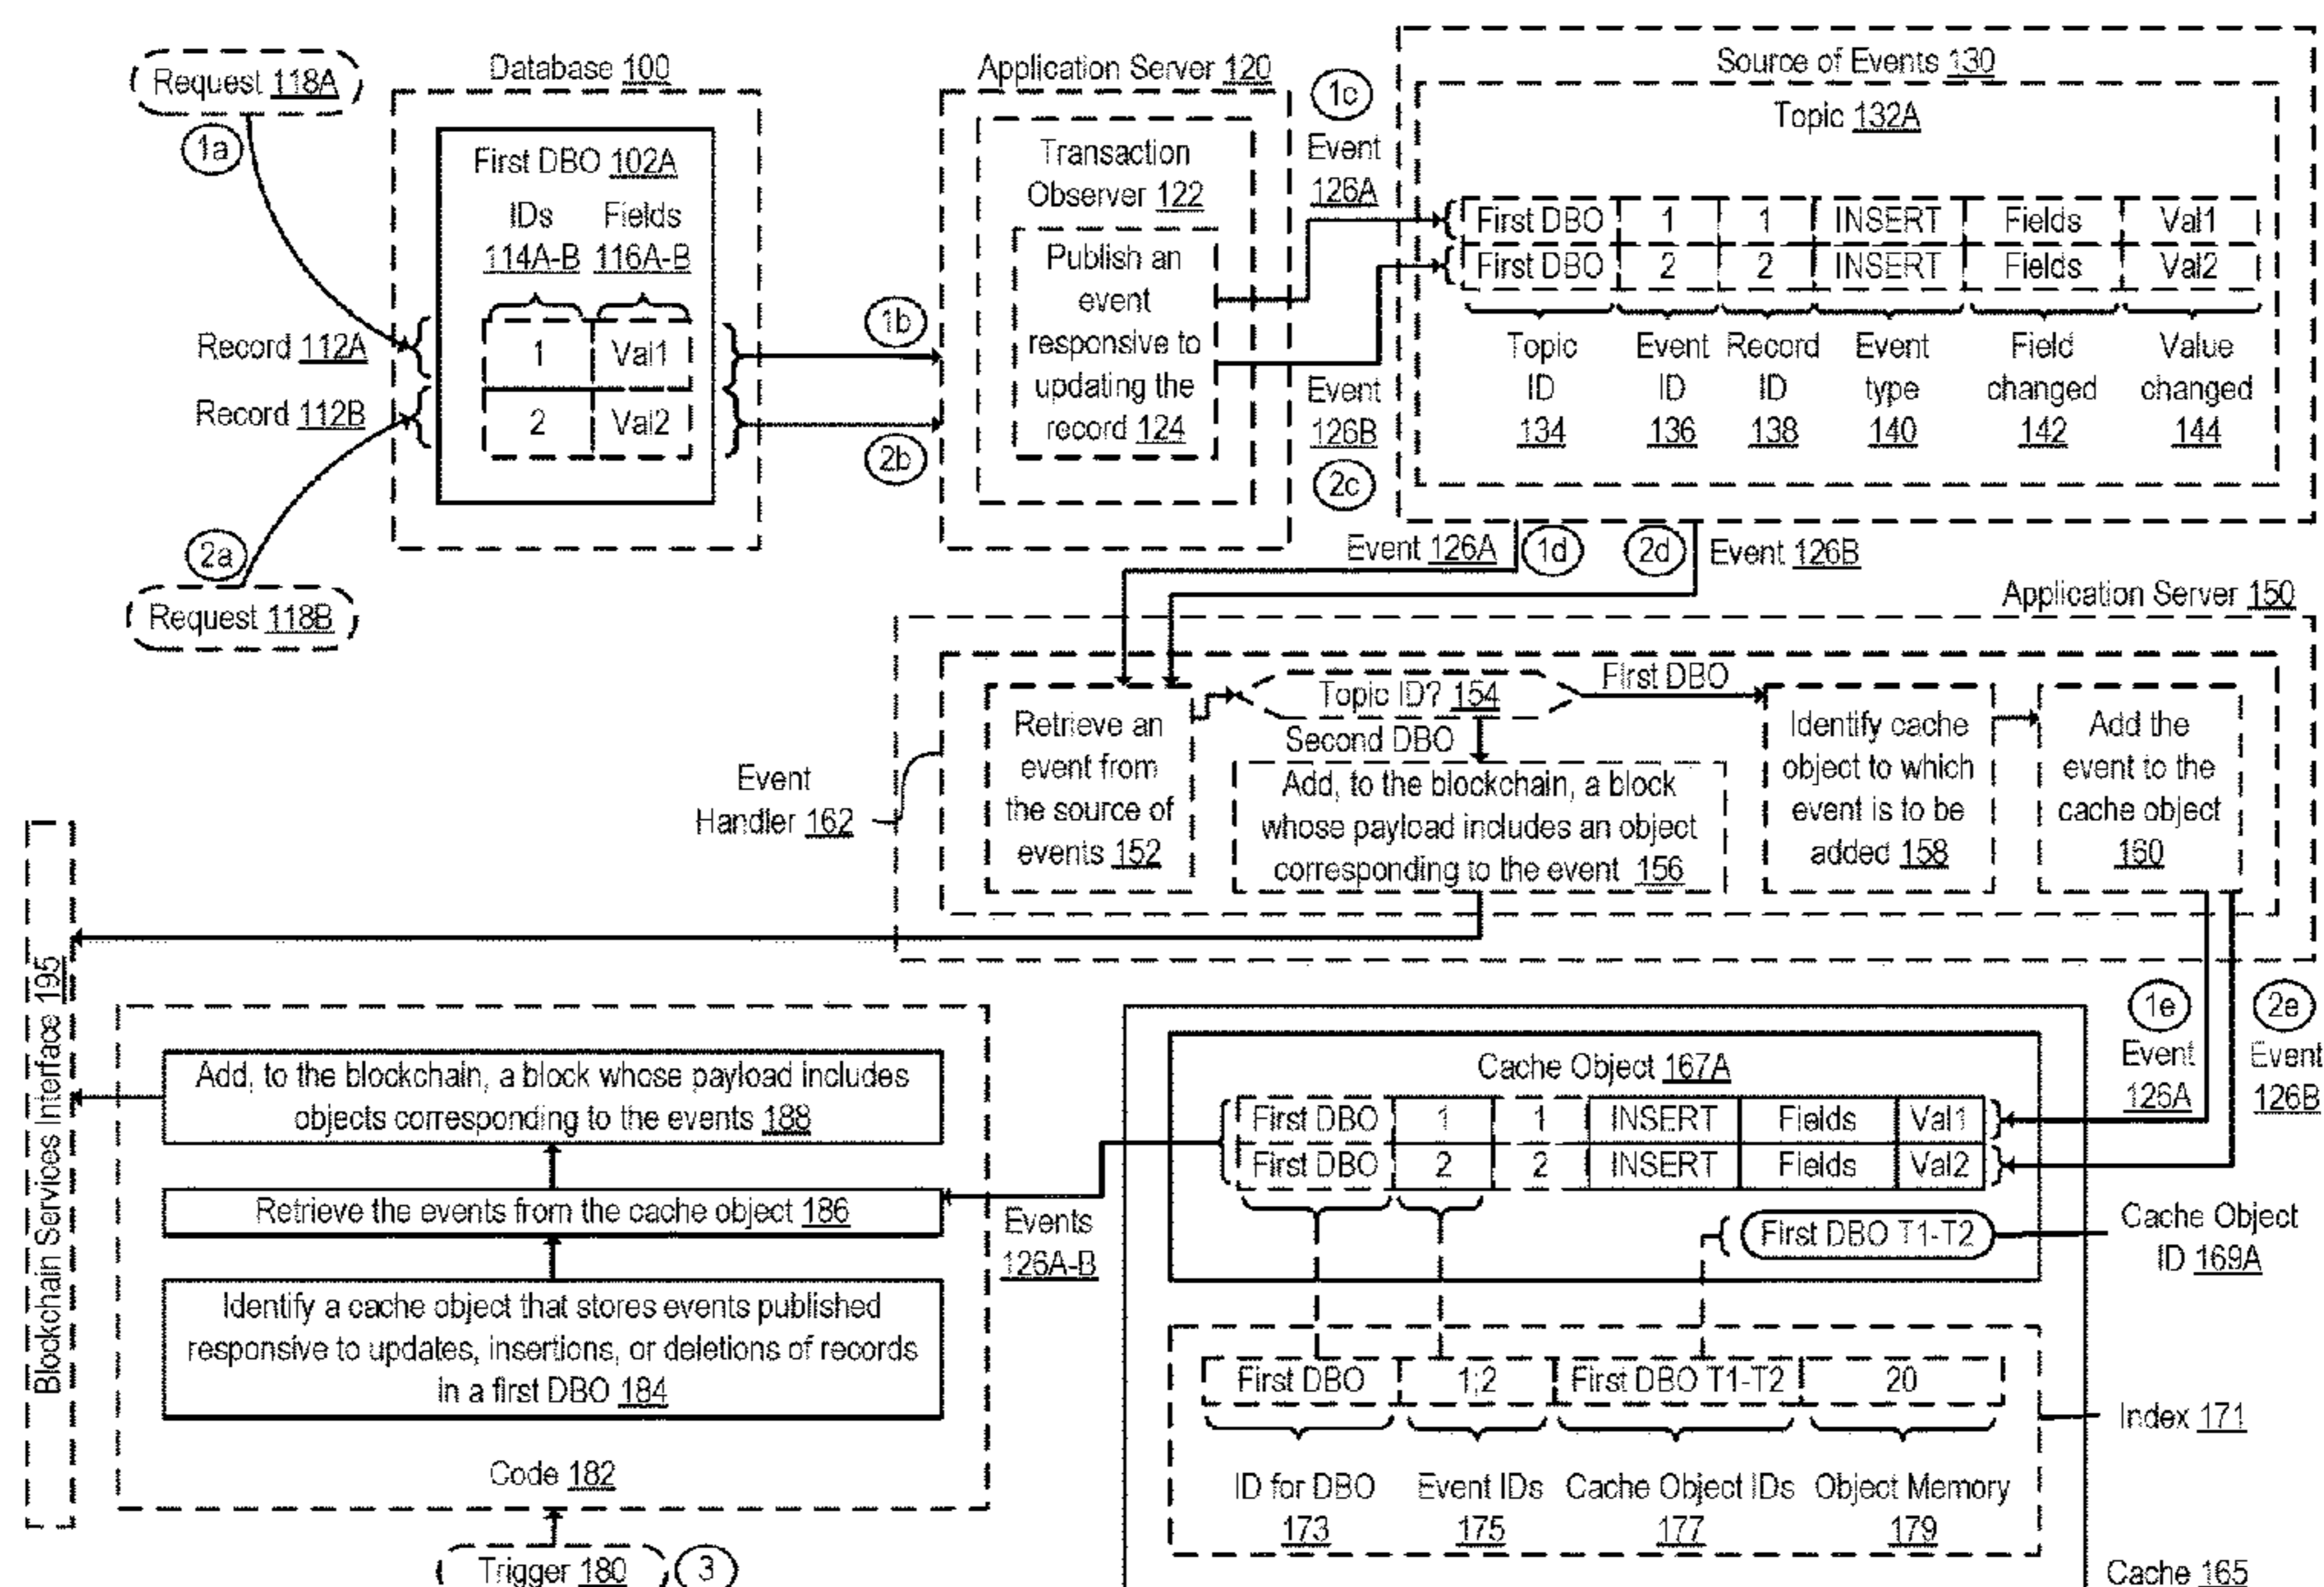 Request 118A
1a
Database 100
First DBO 102A
IDs Fields
114A-B 116A-B
Record 112A
1 Val1
Record 112B
2 Val2
2a
Request 118B
1b
2b
Application Server 120
Transaction
Observer 122
Publish an
event
responsive to
updating the
record 124
1c
Event
126A
Event
126B
2c
Source of Events 130
Topic 132A
First DBO 1 1 INSERT Fields Val1
First DBO 2 2 INSERT Fields Val2
Topic Event Record Event Field Value
ID ID ID type changed changed
134 136 138 140 142 144
Event 126A 1d 2d Event 126B
Application Server 150
Event
Handler 162
Retrieve an
event from
the source of
events 152
Topic ID? 154
First DBO
Second DBO
Add, to the blockchain, a block
whose payload includes an object
corresponding to the event 156
Identify cache
object to which
event is to be
added 158
Add the
event to the
cache object
160
1e
Event
126A
2e
Event
126B
Blockchain Services Interface 195
Add, to the blockchain, a block whose payload includes
objects corresponding to the events 188
Retrieve the events from the cache object 186
Identify a cache object that stores events published
responsive to updates, insertions, or deletions of records
in a first DBO 184
Code 182
Trigger 180 3
Events
126A-B
Cache Object 167A
First DBO 1 1 INSERT Fields Val1
First DBO 2 2 INSERT Fields Val2
First DBO T1-T2
Cache Object
ID 169A
First DBO 1;2 First DBO T1-T2 20
Index 171
ID for DBO Event IDs Cache Object IDs Object Memory
173 175 177 179
Cache 165